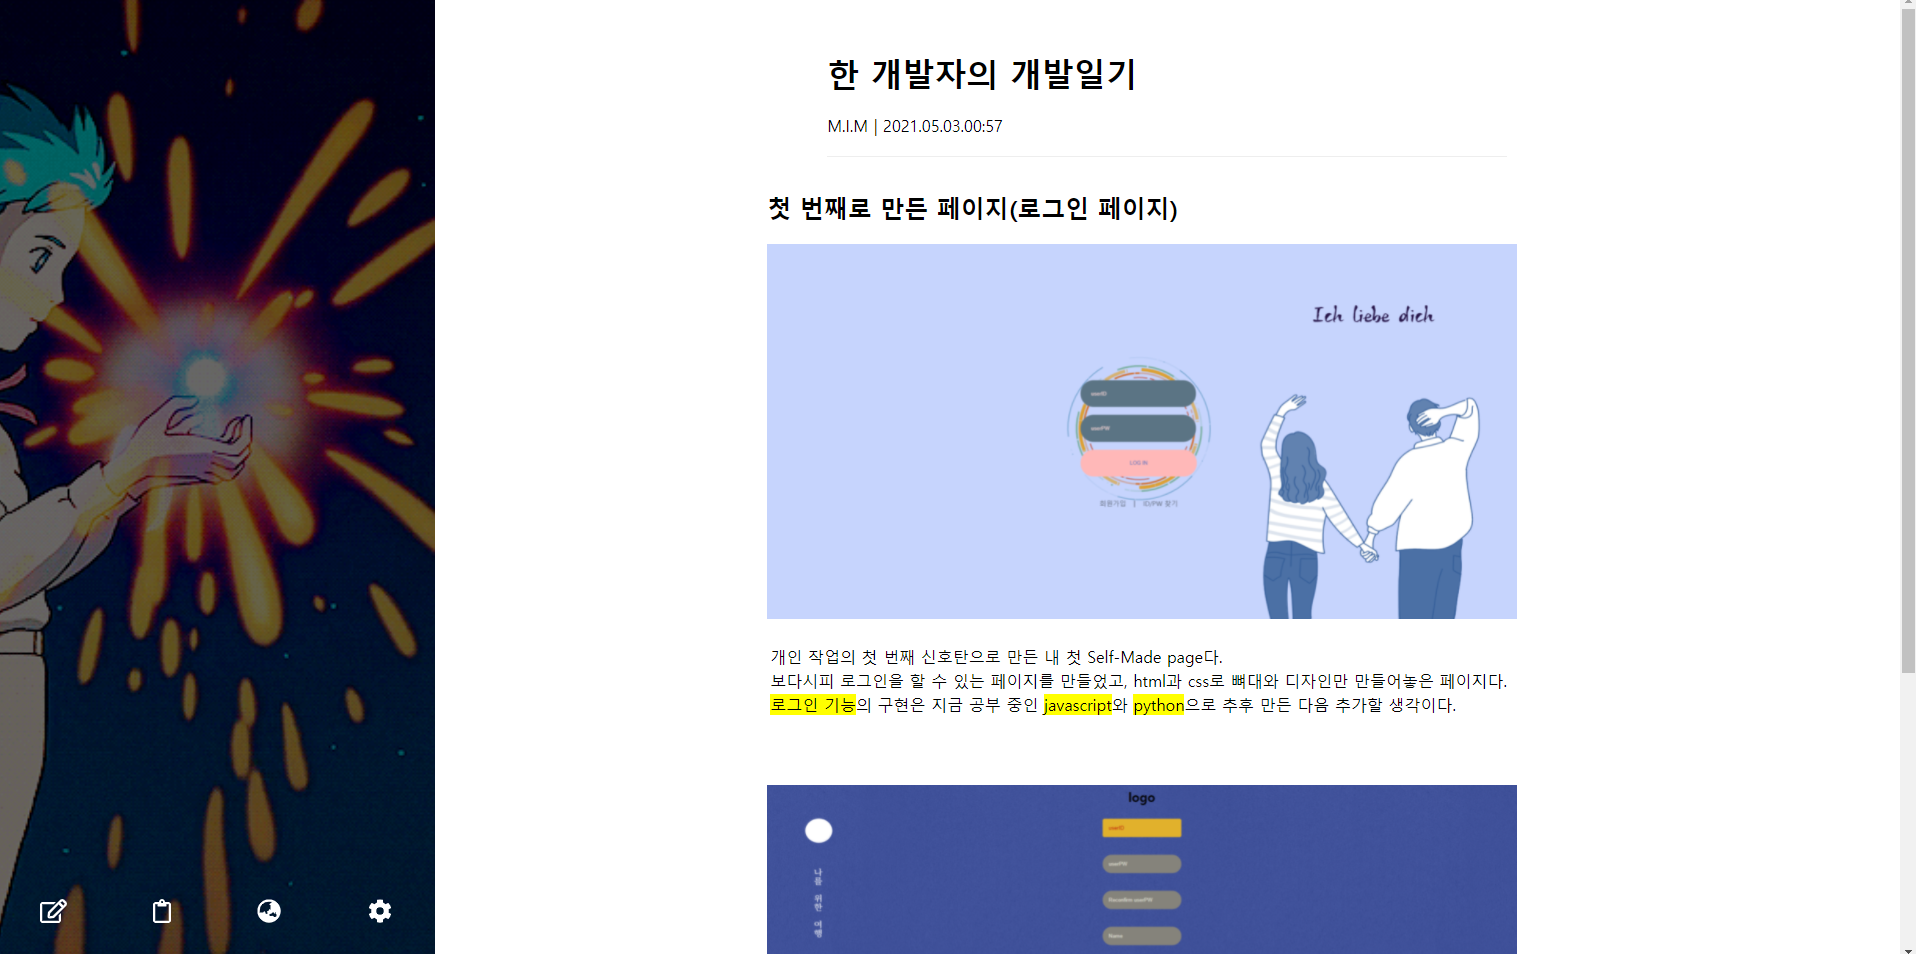 한 개발자의 개발일기
M.I.M | 2021.05.03.00:57
첫 번째로 만든 페이지(로그인 페이지)
Ich liebe dich
userID
userPW
LOG IN
회원가입 | ID/PW 찾기
개인 작업의 첫 번째 신호탄으로 만든 내 첫 Self-Made page다.
보다시피 로그인을 할 수 있는 페이지를 만들었고, html과 css로 뼈대와 디자인만 만들어놓은 페이지다.
로그인 기능의 구현은 지금 공부 중인 javascript와 python으로 추후 만든 다음 추가할 생각이다.
logo
나를 위한 여행
userID
userPW
userPW
Name